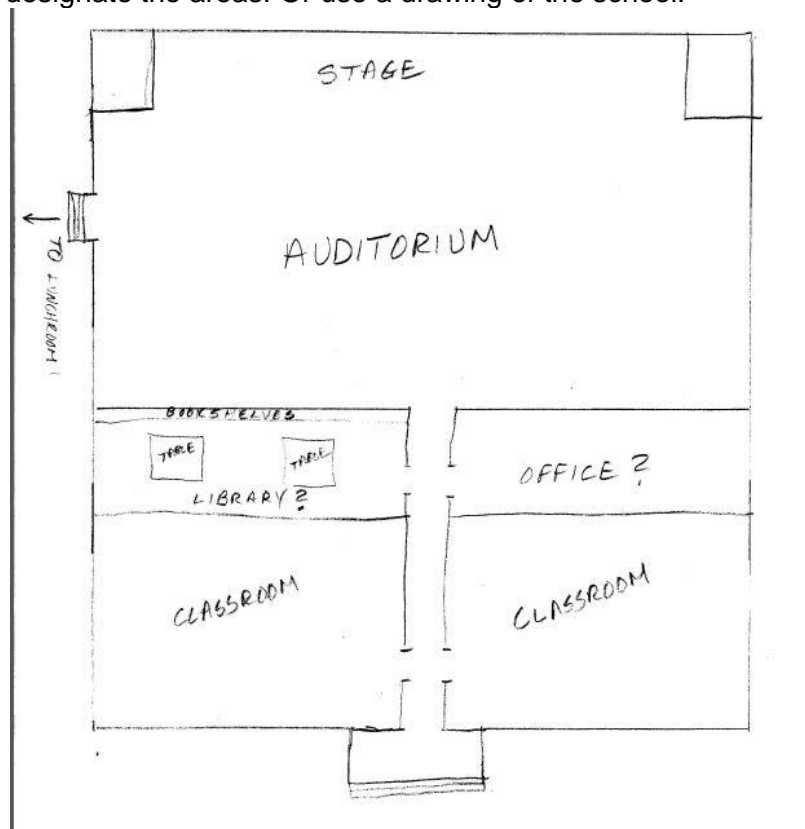 designate the areas. Or use a drawing of the school.
STAGE
AUDITORIUM
TO LUNCHROOM
BOOKSHELVES
TABLE
TABLE
LIBRARY?
OFFICE?
CLASSROOM
CLASSROOM